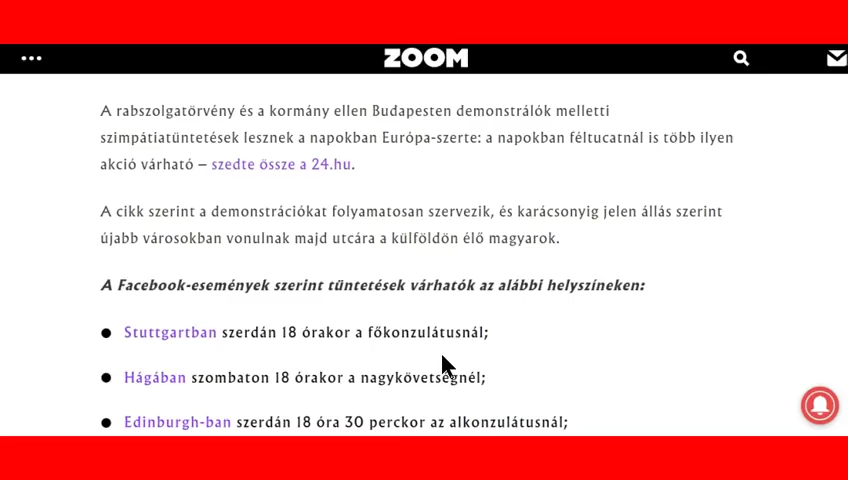 ZOOM
A rabszolgatörvény és a kormány ellen Budapesten demonstrálók melletti
szimpátiatüntetések lesznek a napokban Európa-szerte: a napokban féltucatnál is több ilyen
akció várható – szedte össze a 24.hu.
A cikk szerint a demonstrációkat folyamatosan szervezik, és karácsonyig jelen állás szerint
újabb városokban vonulnak majd utcára a külföldön élő magyarok.
A Facebook-események szerint tüntetések várhatók az alábbi helyszíneken:
Stuttgartban szerdán 18 órakor a főkonzulátusnál;
Hágában szombaton 18 órakor a nagykövetségnél;
Edinburgh-ban szerdán 18 óra 30 perckor az alkonzulátusnál;